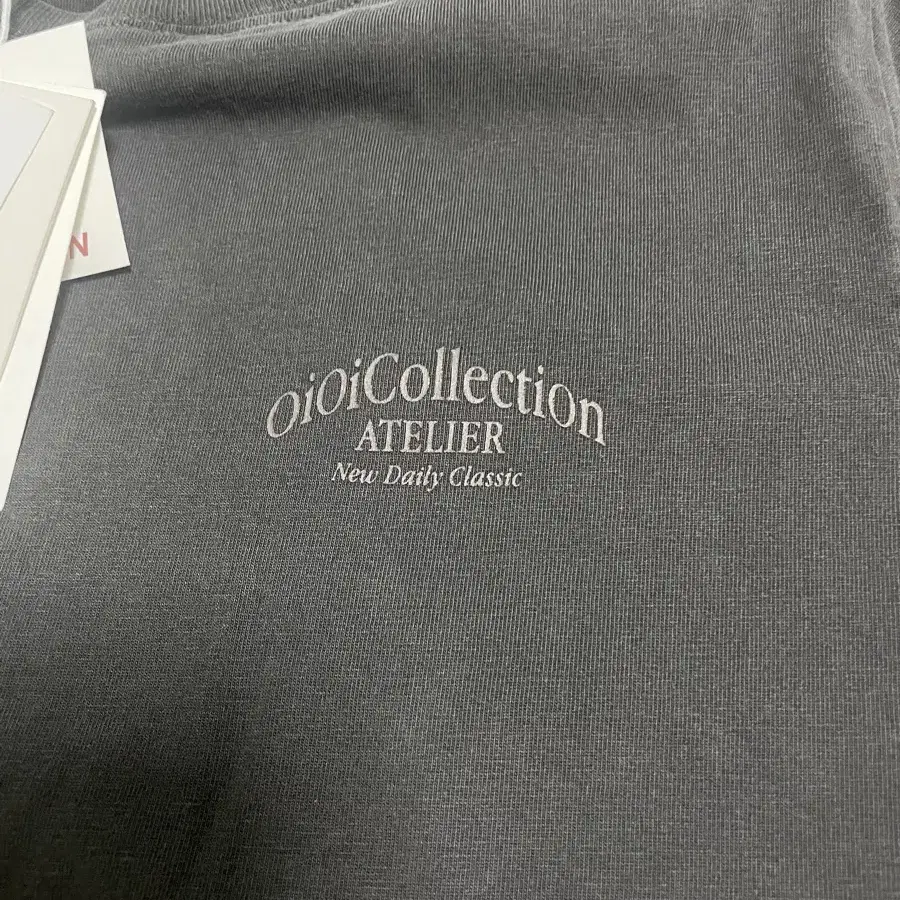 N
OiOiCollection
ATELIER
New Daily Classic